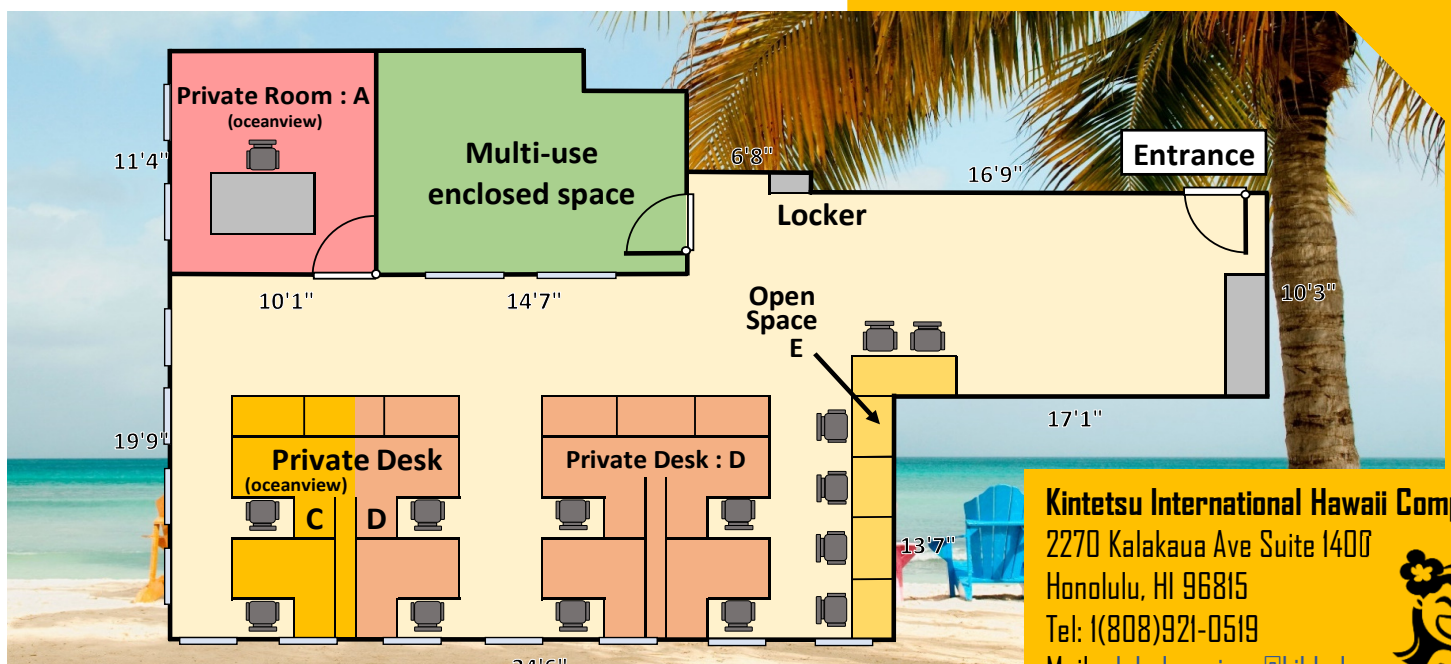 Private Room : A
(oceanview)
11'4"
Multi-use
enclosed space
6'8"
16'9"
Entrance
Locker
10'1"
14'7"
10'3"
Open
Space
E
17'1"
19'9"
Private Desk
(oceanview)
C
D
Private Desk : D
13'7"
Kintetsu International Hawaii
2270 Kalakaua Ave Suite 1400
Honolulu, HI 96815
Tel: 1(808)921-0519